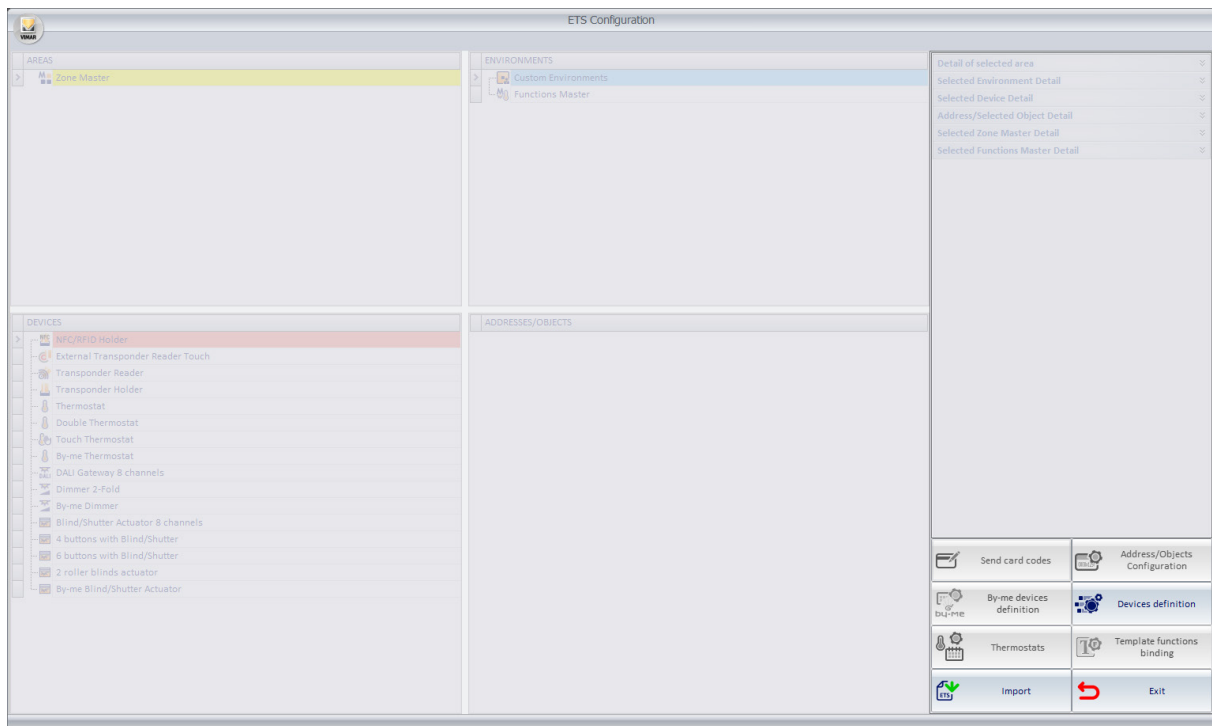 ETS Configuration
VIMAR
AREAS
Zone Master
ENVIRONMENTS
Custom Environments
Functions Master
Detail of selected area
Selected Environment Detail
Selected Device Detail
Address/Selected Object Detail
Selected Zone Master Detail
Selected Functions Master Detail
DEVICES
NFC/RFID Holder
External Transponder Reader Touch
Transponder Reader
Transponder Holder
Thermostat
Double Thermostat
Touch Thermostat
By-me Thermostat
DALI Gateway 8 channels
Dimmer 2-Fold
By-me Dimmer
Blind/Shutter Actuator 8 channels
4 buttons with Blind/Shutter
6 buttons with Blind/Shutter
2 roller blinds actuator
By-me Blind/Shutter Actuator
ADDRESSES/OBJECTS
Send card codes
Address/Objects
Configuration
by-me
By-me devices
definition
Devices definition
Thermostats
Template functions
binding
ETS
Import
Exit